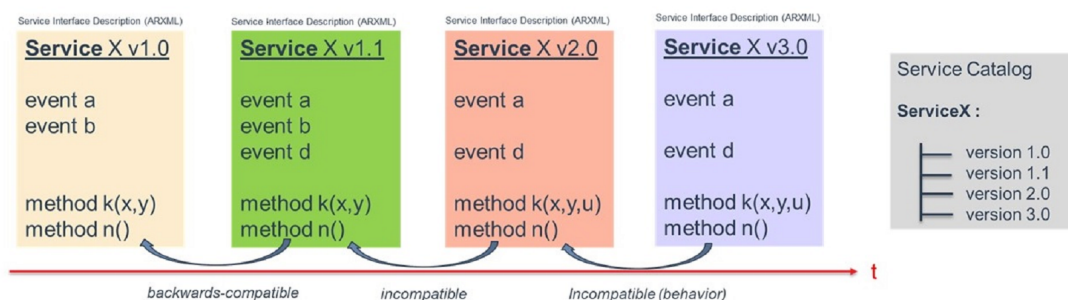 Service Interface Description (ARXML)
Service X v1.0
event a
event b
method k(x,y)
method n()
Service Interface Description (ARXML)
Service X v1.1
event a
event b
event d
method k(x,y)
method n()
Service Interface Description (ARXML)
Service X v2.0
event a
event d
method k(x,y,u)
method n()
Service Interface Description (ARXML)
Service X v3.0
event a
event d
method k(x,y,u)
method n()
Service Catalog
ServiceX :
version 1.0
version 1.1
version 2.0
version 3.0
t
backwards-compatible
incompatible
Incompatible (behavior)